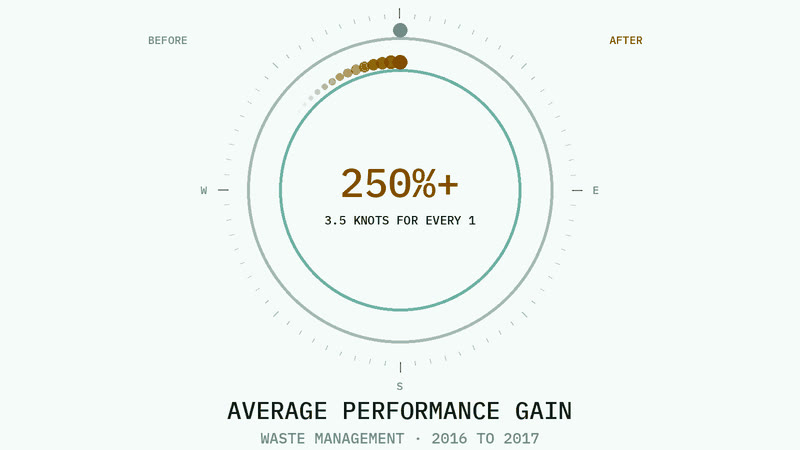 BEFORE
AFTER
W
E
250%+
3.5 KNOTS FOR EVERY 1
S
AVERAGE PERFORMANCE GAIN
WASTE MANAGEMENT · 2016 TO 2017